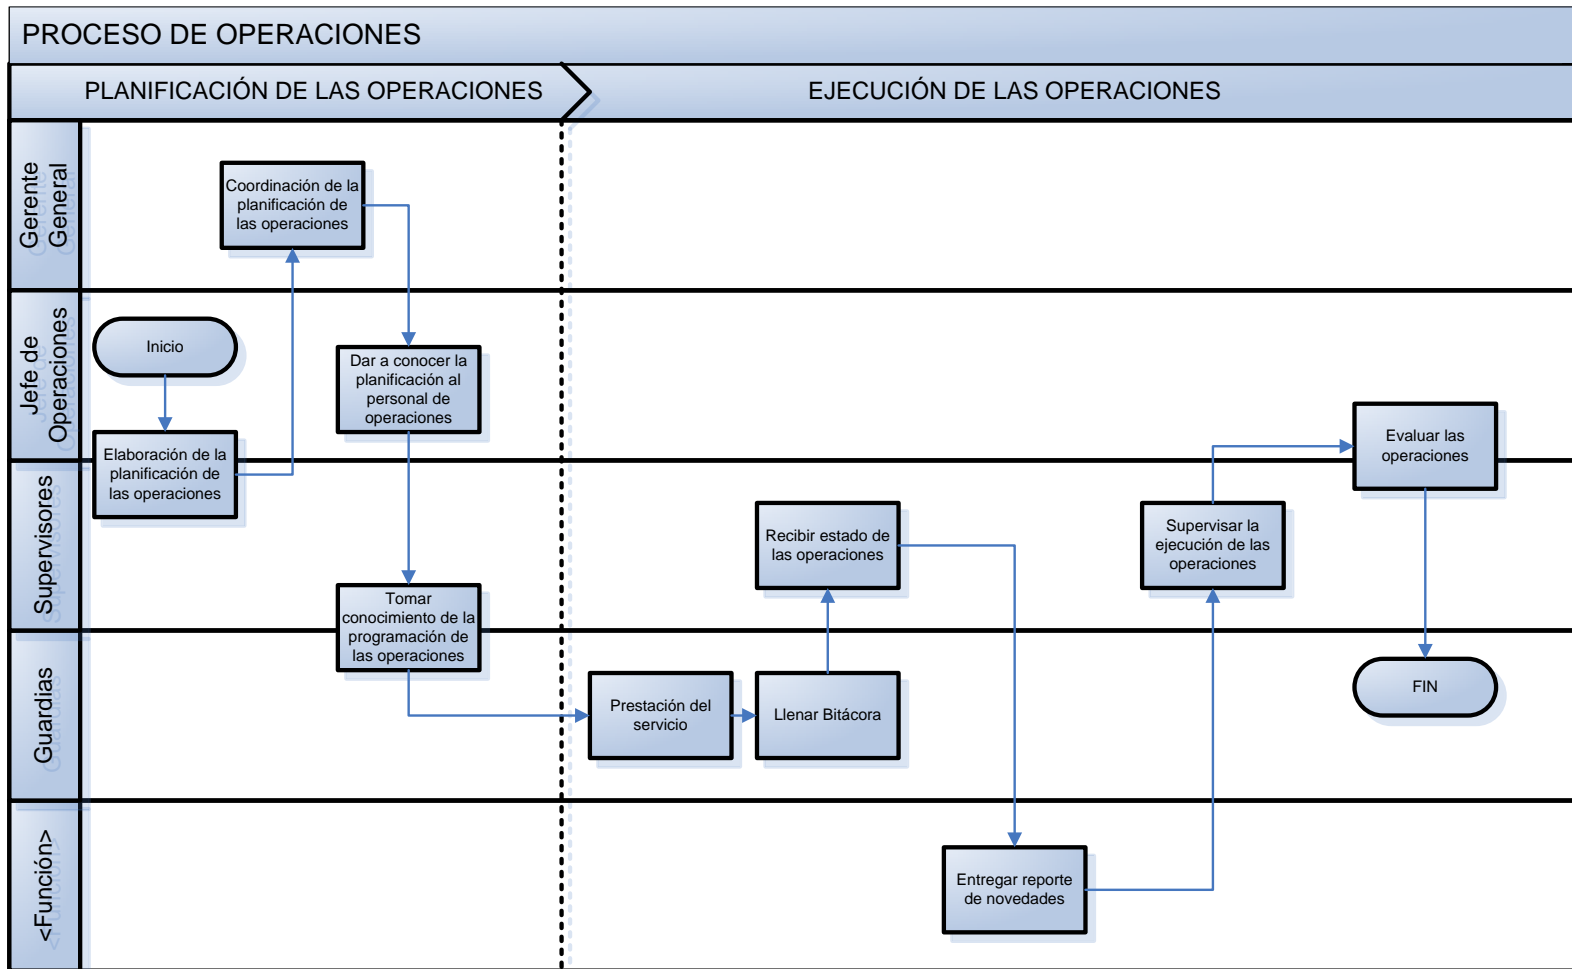 PROCESO DE OPERACIONES
PLANIFICACIÓN DE LAS OPERACIONES
EJECUCIÓN DE LAS OPERACIONES
Gerente
General
Coordinación de la
planificación de
las operaciones
Jefe de
Operaciones
Inicio
Elaboración de la
planificación de
las operaciones
Dar a conocer la
planificación al
personal de
operaciones
Evaluar las
operaciones
Supervisores
Tomar
conocimiento de la
programación de
las operaciones
Recibir estado de
las operaciones
Supervisar la
ejecución de las
operaciones
Guardias
Prestación del
servicio
Llenar Bitácora
FIN
<Función>
Entregar reporte
de novedades